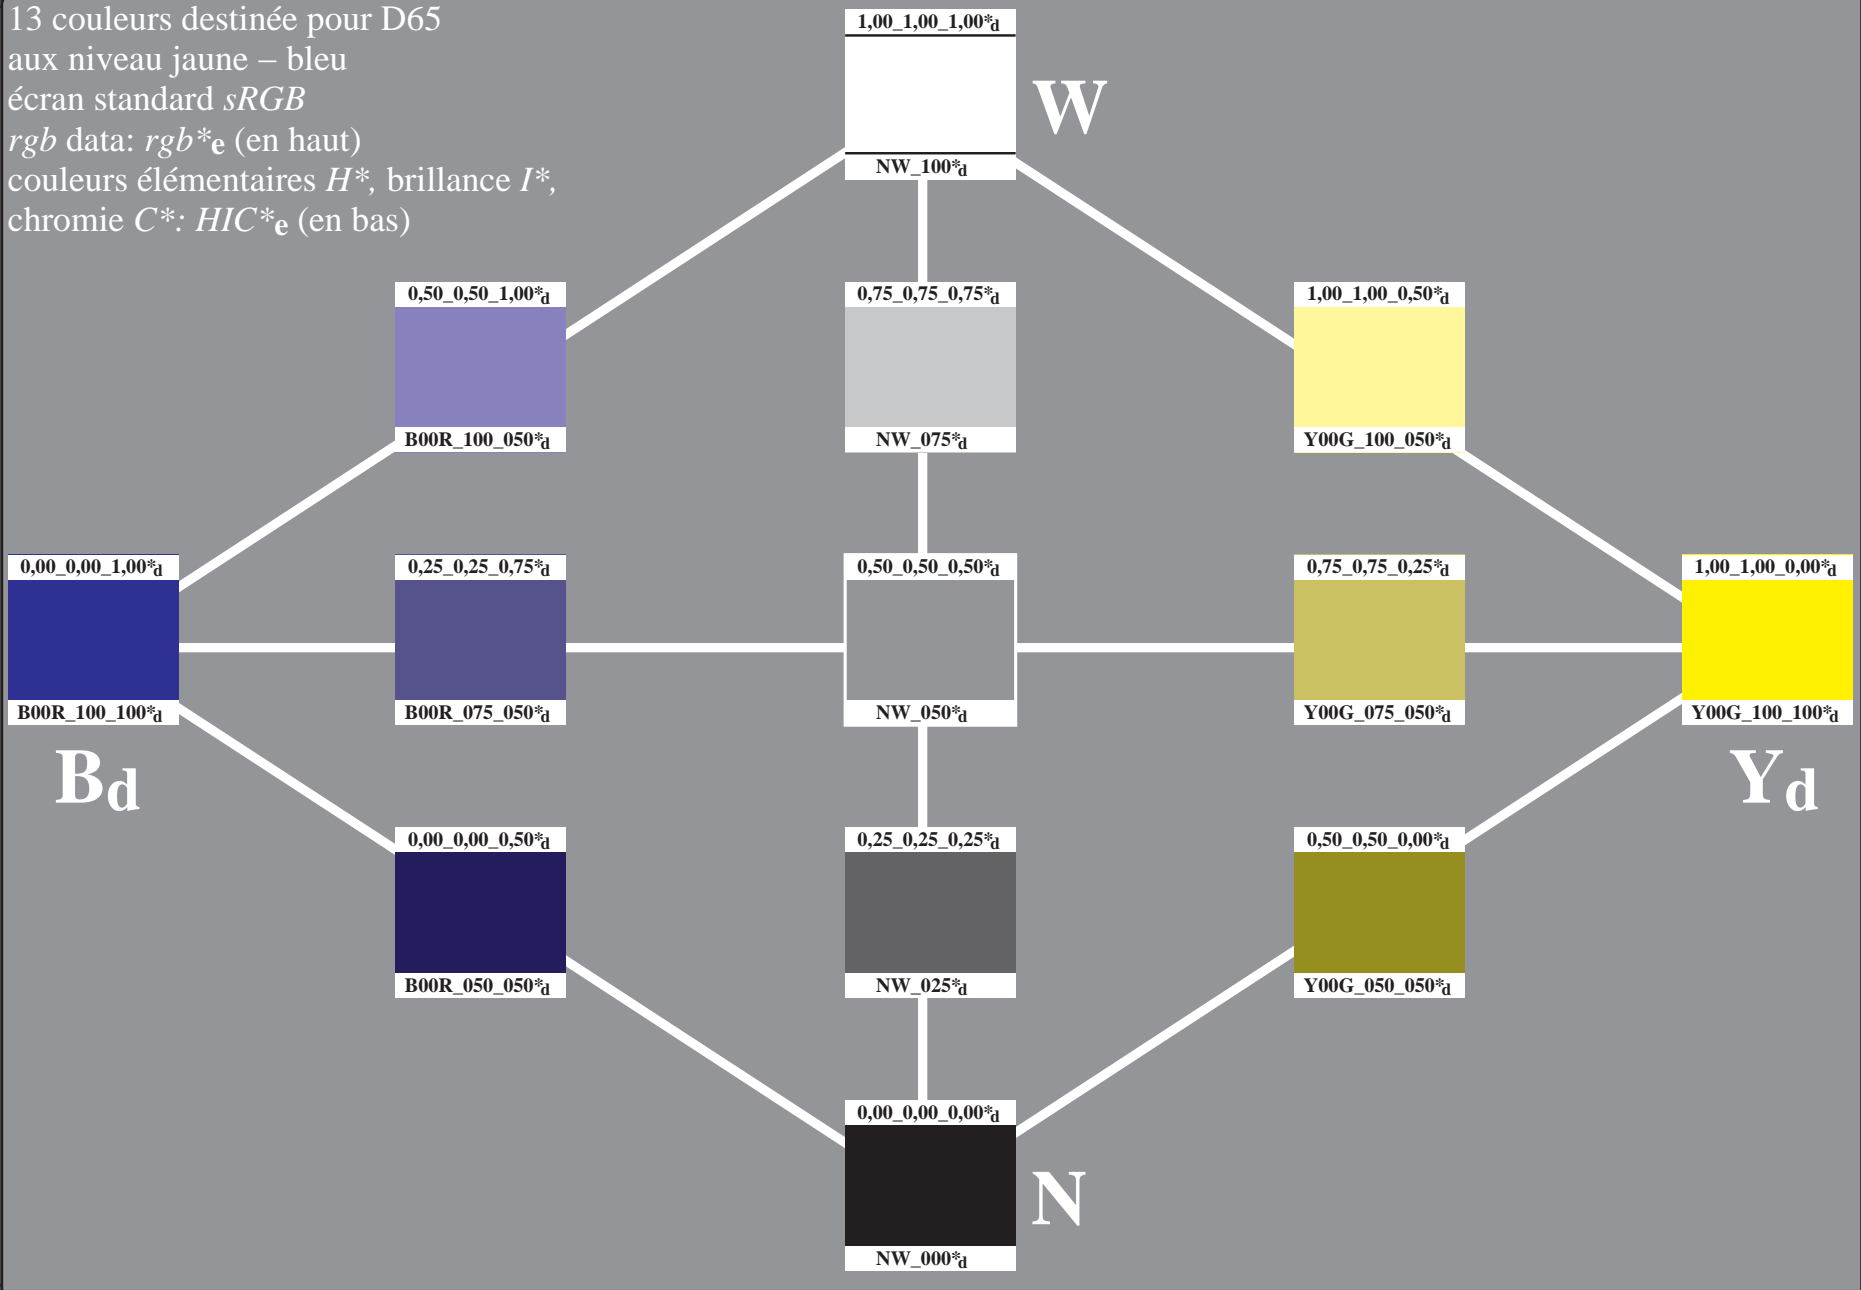 13 couleurs destinée pour D65
aux niveau jaune – bleu
écran standard sRGB
rgb data: rgb*e (en haut)
couleurs élémentaires H*, brillance I*,
chromie C*: HIC*e (en bas)
1,00_1,00_1,00*d
W
NW_100*d
0,50_0,50_1,00*d
0,75_0,75_0,75*d
1,00_1,00_0,50*d
B00R_100_050*d
NW_075*d
Y00G_100_050*d
0,00_0,00_1,00*d
0,25_0,25_0,75*d
0,50_0,50_0,50*d
0,75_0,75_0,25*d
1,00_1,00_0,00*d
B00R_100_100*d
B00R_075_050*d
NW_050*d
Y00G_075_050*d
Y00G_100_100*d
Bd
Yd
0,00_0,00_0,50*d
0,25_0,25_0,25*d
0,50_0,50_0,00*d
B00R_050_050*d
NW_025*d
Y00G_050_050*d
0,00_0,00_0,00*d
N
NW_000*d